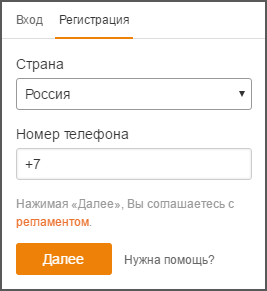 Вход Регистрация
Страна
Россия
Номер телефона
+7
Нажимая «Далее», Вы соглашаетесь с
регламентом.
Далее Нужна помощь?